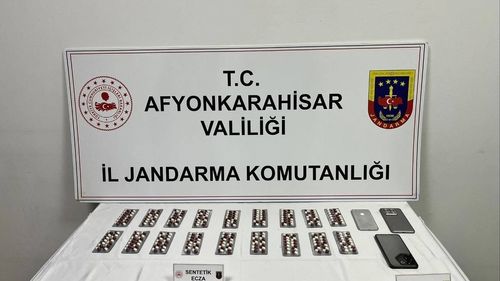 T.C.
AFYONKARAHİSAR
VALİLİĞİ
İL JANDARMA KOMUTANLIĞI
JANDARMA
SENTETİK
ECZA